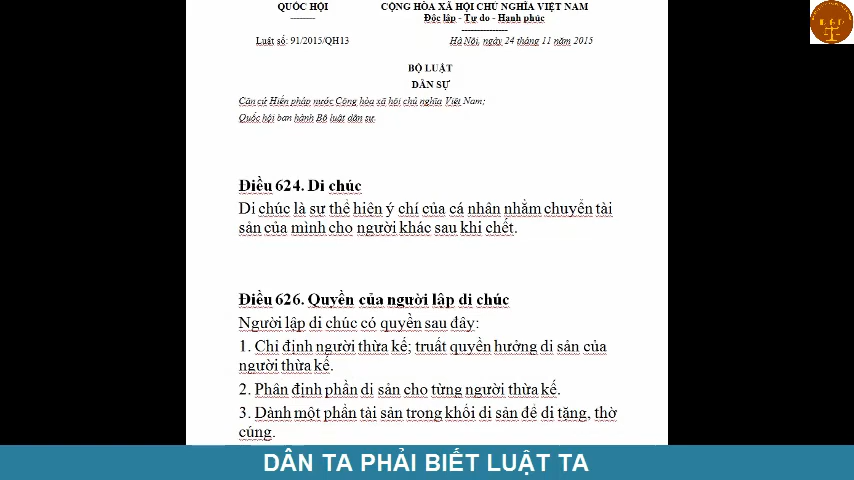 QUỐC HỘI
--------
CỘNG HÒA XÃ HỘI CHỦ NGHĨA VIỆT NAM
Độc lập - Tự do - Hạnh phúc
---------------
Luật số: 91/2015/QH13
Hà Nội, ngày 24 tháng 11 năm 2015
BỘ LUẬT
DÂN SỰ
Căn cứ Hiến pháp nước Cộng hòa xã hội chủ nghĩa Việt Nam;
Quốc hội ban hành Bộ luật dân sự.
Điều 624. Di chúc
Di chúc là sự thể hiện ý chí của cá nhân nhằm chuyển tài
sản của mình cho người khác sau khi chết.
Điều 626. Quyền của người lập di chúc
Người lập di chúc có quyền sau đây:
1. Chỉ định người thừa kế; truất quyền hưởng di sản của
người thừa kế.
2. Phân định phần di sản cho từng người thừa kế.
3. Dành một phần tài sản trong khối di sản để di tặng, thờ
cúng.
DÂN TA PHẢI BIẾT LUẬT TA